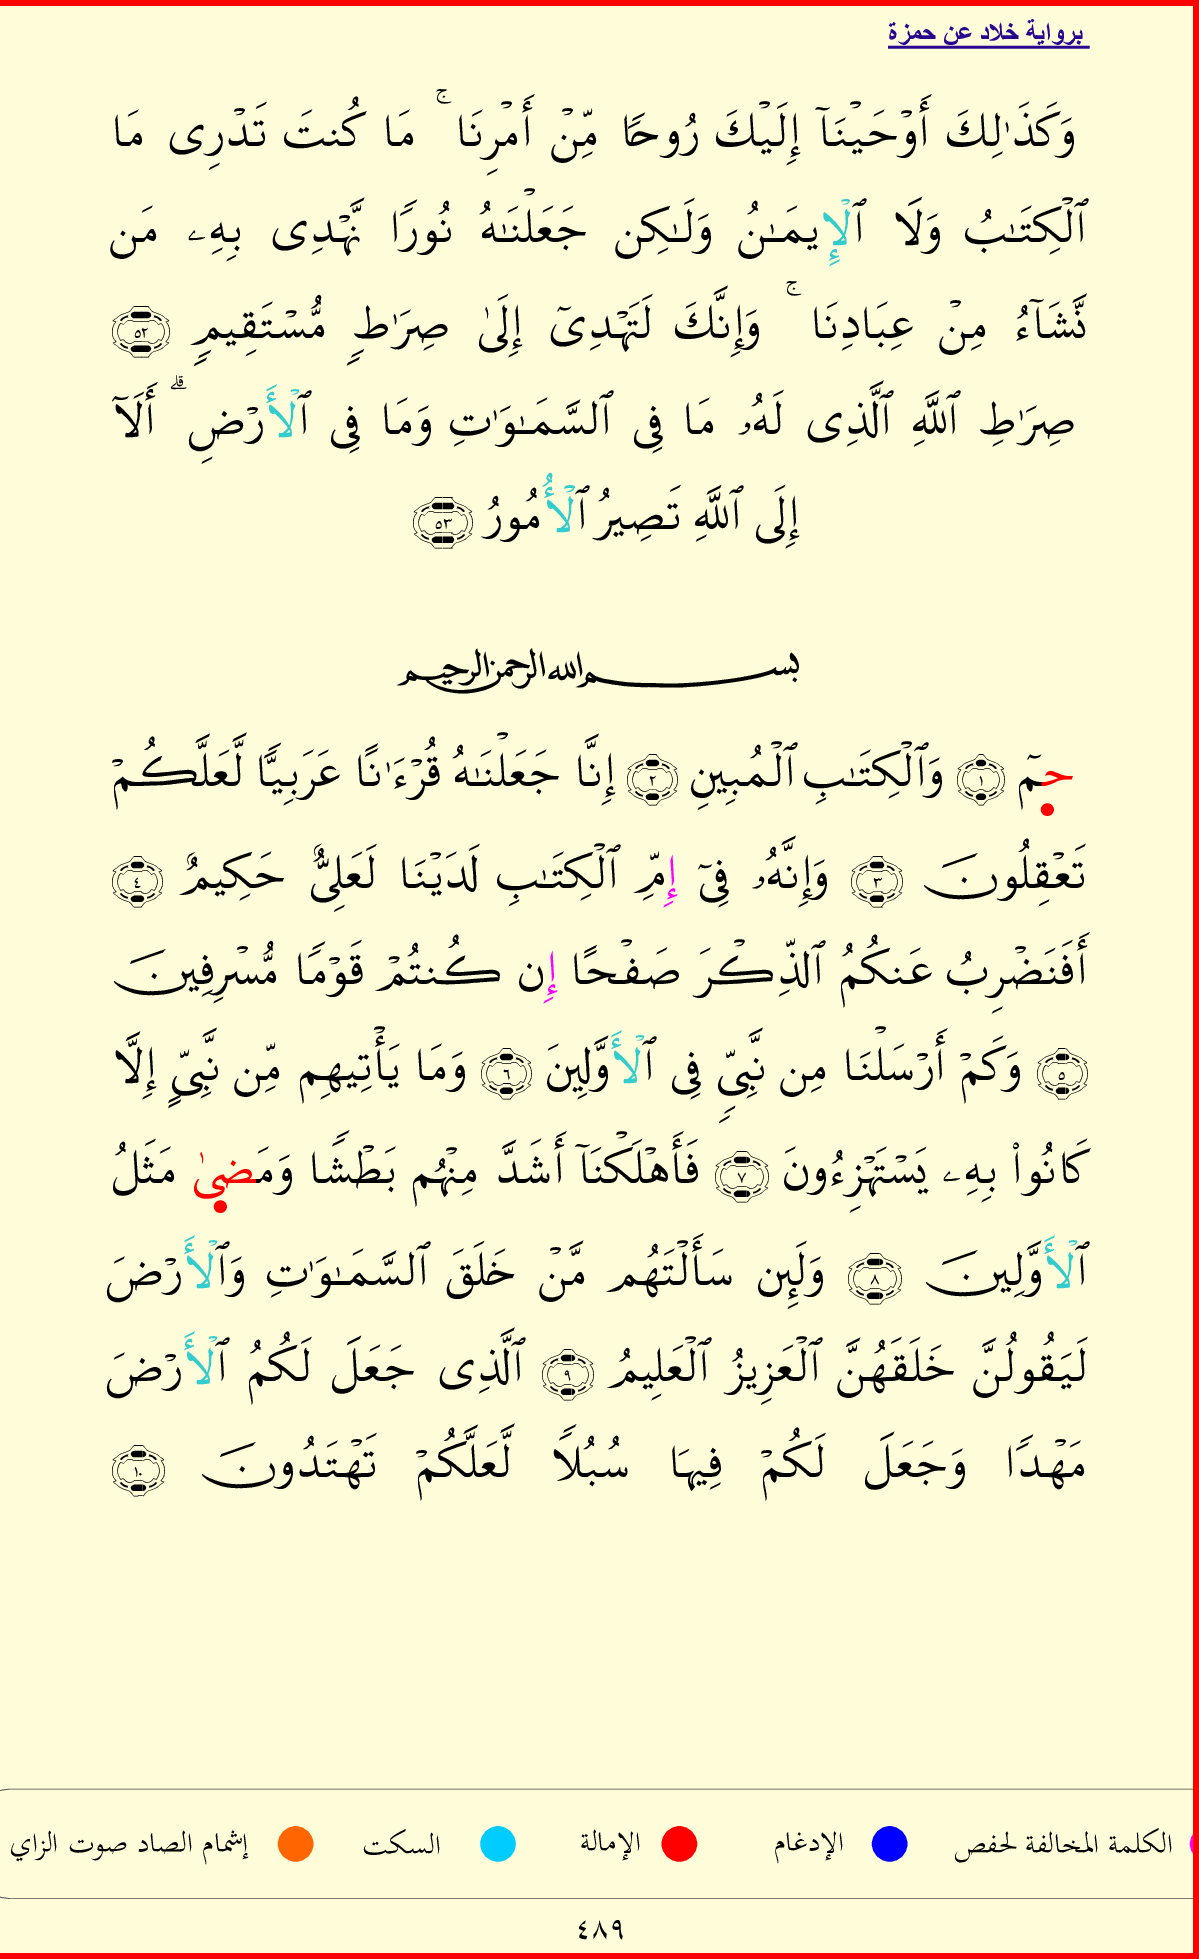 برواية خلاد عن حمزة
وَكَذَٰلِكَ أَوْحَيْنَآ إِلَيْكَ رُوحًا مِّنْ أَمْرِنَا ۚ مَا كُنتَ تَدْرِى مَا
ٱلْكِتَـٰبُ وَلَا ٱلْإِيمَـٰنُ وَلَـٰكِن جَعَلْنَـٰهُ نُورًا نَّهْدِى بِهِۦ مَن
نَّشَآءُ مِنْ عِبَادِنَا ۚ وَإِنَّكَ لَتَهْدِىٓ إِلَىٰ صِرَٰطٍ مُّسْتَقِيمٍ ٥٢
صِرَٰطِ ٱللَّهِ ٱلَّذِى لَهُۥ مَا فِى ٱلسَّمَـٰوَٰتِ وَمَا فِى ٱلْأَرْضِ ۗ أَلَآ
إِلَى ٱللَّهِ تَصِيرُ ٱلْأُمُورُ ٥٣
بسم الله الرحمن الرحيم
حمٓ ١ وَٱلْكِتَـٰبِ ٱلْمُبِينِ ٢ إِنَّا جَعَلْنَـٰهُ قُرْءَٰنًا عَرَبِيًّا لَّعَلَّكُمْ
تَعْقِلُونَ ٣ وَإِنَّهُۥ فِىٓ إِمِّ ٱلْكِتَـٰبِ لَدَيْنَا لَعَلِىٌّ حَكِيمٌ ٤
أَفَنَضْرِبُ عَنكُمُ ٱلذِّكْرَ صَفْحًا إِن كُنتُمْ قَوْمًا مُّسْرِفِينَ
٥ وَكَمْ أَرْسَلْنَا مِن نَّبِىٍّ فِى ٱلْأَوَّلِينَ ٦ وَمَا يَأْتِيهِم مِّن نَّبِىٍّ إِلَّا
كَانُوا۟ بِهِۦ يَسْتَهْزِءُونَ ٧ فَأَهْلَكْنَآ أَشَدَّ مِنْهُم بَطْشًا وَمَضىٰ مَثَلُ
ٱلْأَوَّلِينَ ٨ وَلَئِن سَأَلْتَهُم مَّنْ خَلَقَ ٱلسَّمَـٰوَٰتِ وَٱلْأَرْضَ
لَيَقُولُنَّ خَلَقَهُنَّ ٱلْعَزِيزُ ٱلْعَلِيمُ ٩ ٱلَّذِى جَعَلَ لَكُمُ ٱلْأَرْضَ
مَهْدًا وَجَعَلَ لَكُمْ فِيهَا سُبُلًا لَّعَلَّكُمْ تَهْتَدُونَ ١٠
الكلمة المخالفة لحفص الإدغام الإمالة السكت إشمام الصاد صوت الزاي
٤٨٩